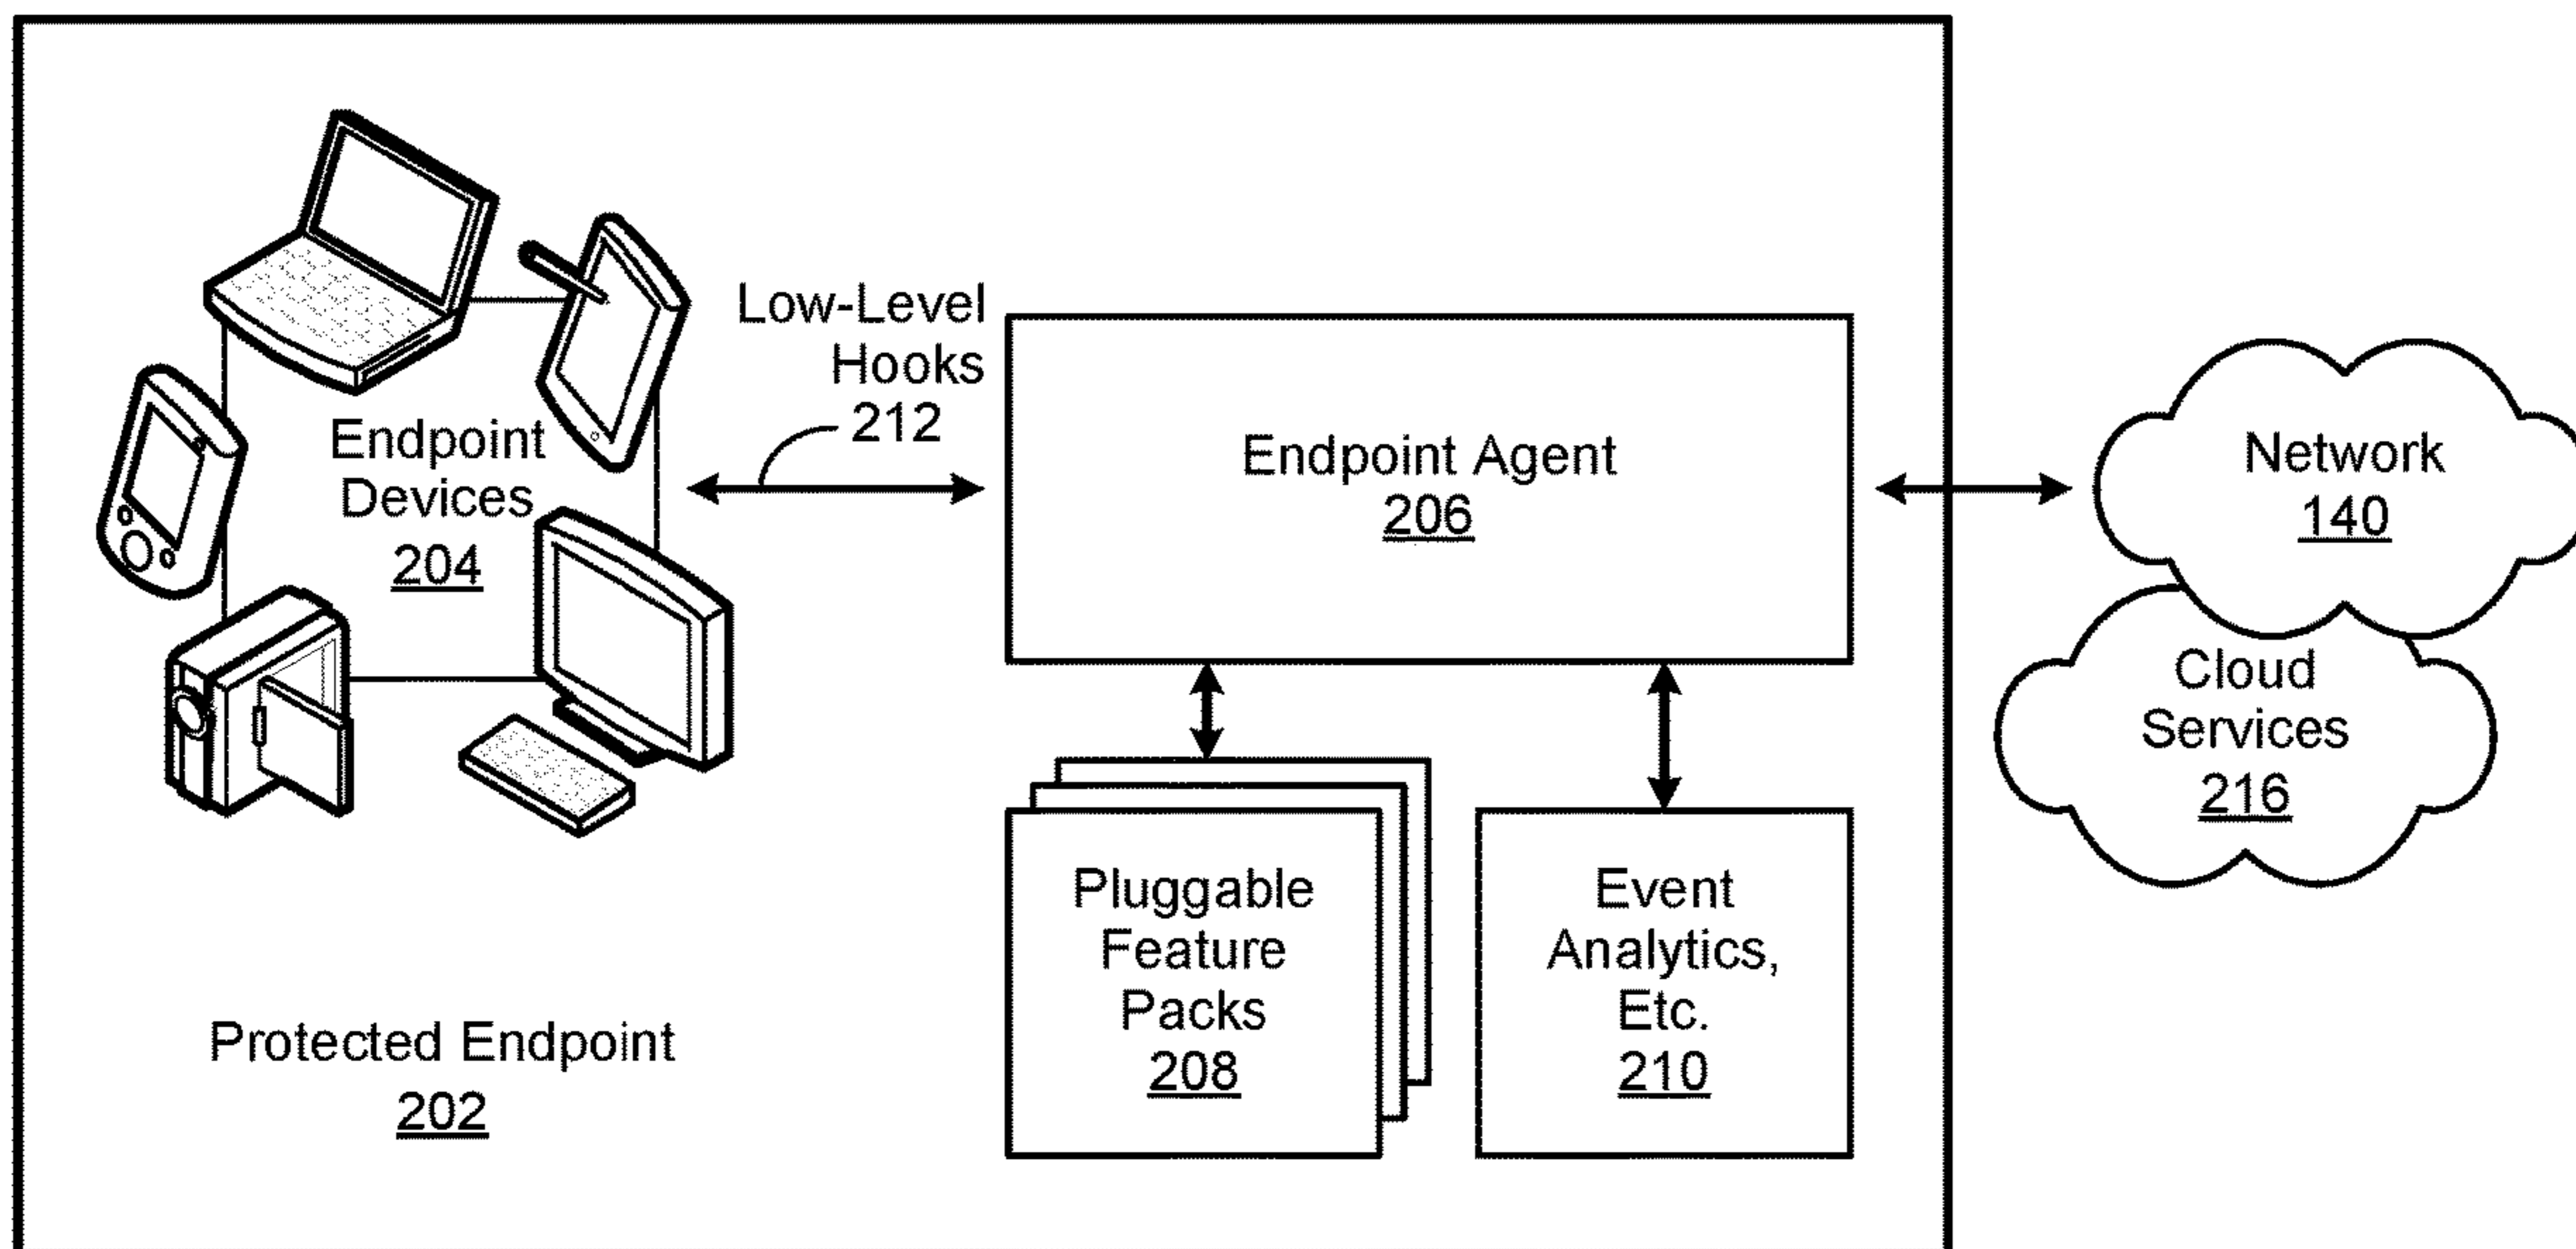 Low-Level
Hooks
212
Endpoint
Devices
204
Endpoint Agent
206
Network
140
Cloud
Services
216
Pluggable
Feature
Packs
208
Event
Analytics,
Etc.
210
Protected Endpoint
202